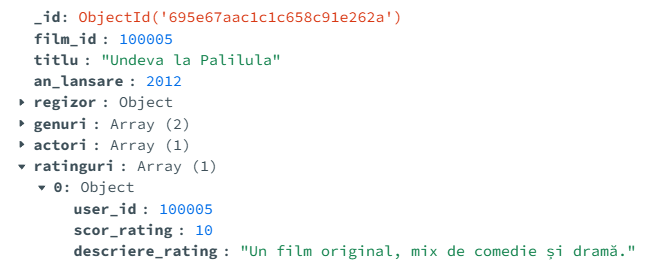 _id: ObjectId('695e67aac1c1c658c91e262a')
film_id : 100005
titlu : "Undeva la Palilula"
an_lansare : 2012
regizor : Object
genuri : Array (2)
actori : Array (1)
ratinguri : Array (1)
0: Object
user_id : 100005
scor_rating : 10
descriere_rating : "Un film original, mix de comedie și dramă."